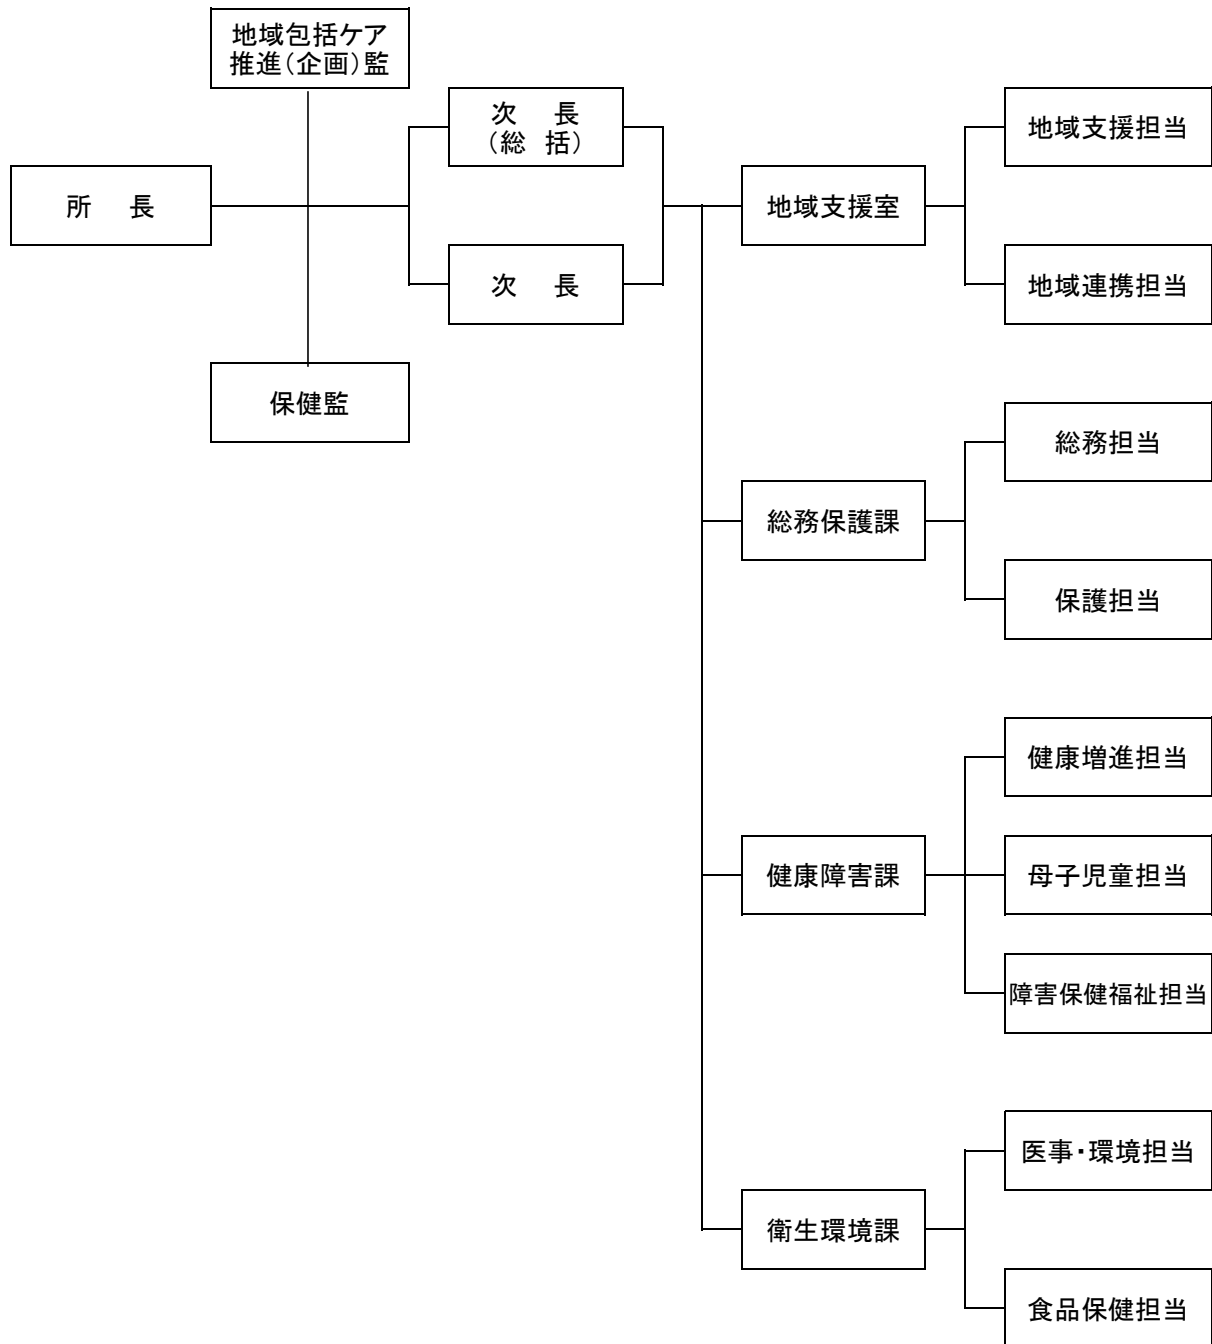 地域包括ケア
推進(企画)監
次 長
(総 括)
地域支援担当
所 長
地域支援室
次 長
地域連携担当
保健監
総務担当
総務保護課
保護担当
健康増進担当
健康障害課
母子児童担当
障害保健福祉担当
医事・環境担当
衛生環境課
食品保健担当